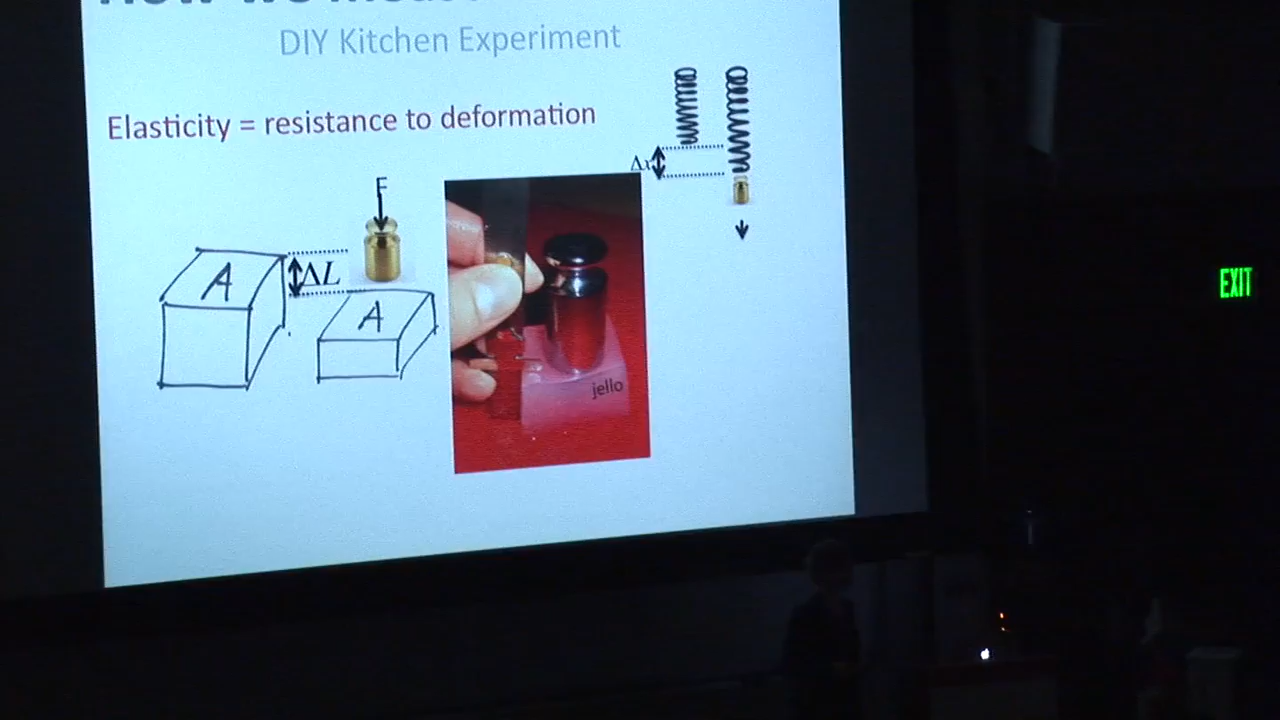 DIY Kitchen Experiment
Elasticity = resistance to deformation
Δx
F
A
ΔL
A
jello
EXIT